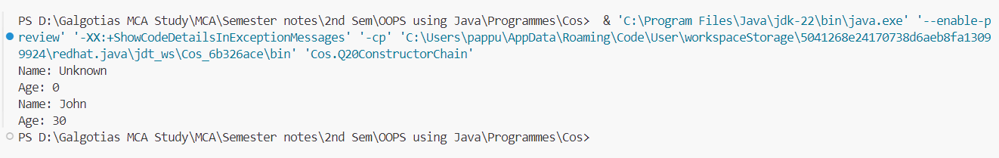 PS D:\Galgotias MCA Study\MCA\Semester notes\2nd Sem\OOPS using Java\Programmes\Cos>  & 'C:\Program Files\Java\jdk-22\bin\java.exe' '--enable-p
review' '-XX:+ShowCodeDetailsInExceptionMessages' '-cp' 'C:\Users\pappu\AppData\Roaming\Code\User\workspaceStorage\5041268e24170738d6aeb8fa1309
9924\redhat.java\jdt_ws\Cos_6b326ace\bin' 'Cos.Q20ConstructorChain'
Name: Unknown
Age: 0
Name: John
Age: 30
PS D:\Galgotias MCA Study\MCA\Semester notes\2nd Sem\OOPS using Java\Programmes\Cos>